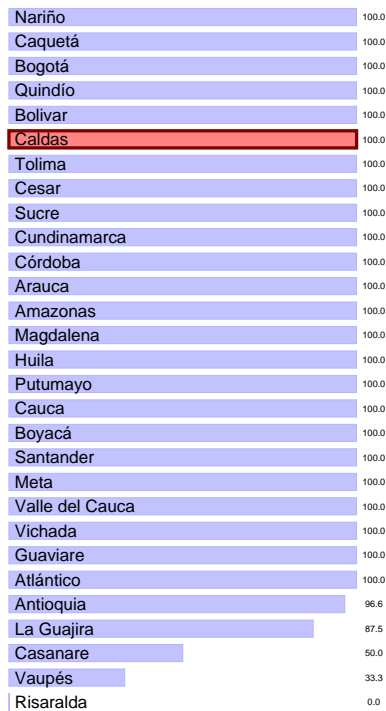 Nariño 100.0
Caquetá 100.0
Bogotá 100.0
Quindío 100.0
Bolivar 100.0
Caldas 100.0
Tolima 100.0
Cesar 100.0
Sucre 100.0
Cundinamarca 100.0
Córdoba 100.0
Arauca 100.0
Amazonas 100.0
Magdalena 100.0
Huila 100.0
Putumayo 100.0
Cauca 100.0
Boyacá 100.0
Santander 100.0
Meta 100.0
Valle del Cauca 100.0
Vichada 100.0
Guaviare 100.0
Atlántico 100.0
Antioquia 96.6
La Guajira 87.5
Casanare 50.0
Vaupés 33.3
Risaralda 0.0